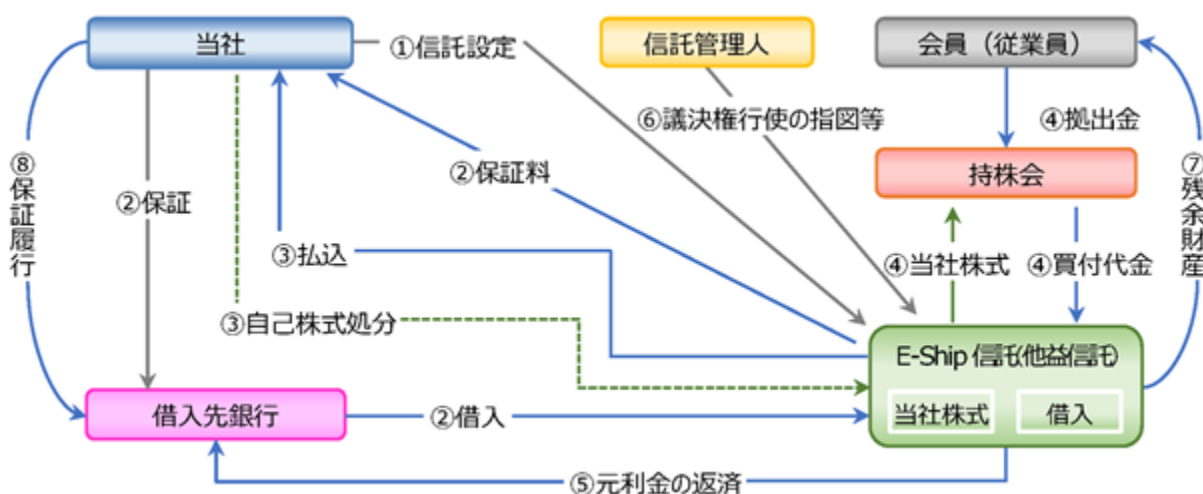 当社
信託管理人
会員（従業員）
①信託設定
⑥議決権行使の指図等
④拠出金
②保証料
持株会
⑧保証履行
②保証
⑦残余財産
③払込
④当社株式
④買付代金
③自己株式処分
E-Ship 信託(他益信託)
借入先銀行
②借入
当社株式
借入
⑤元利金の返済